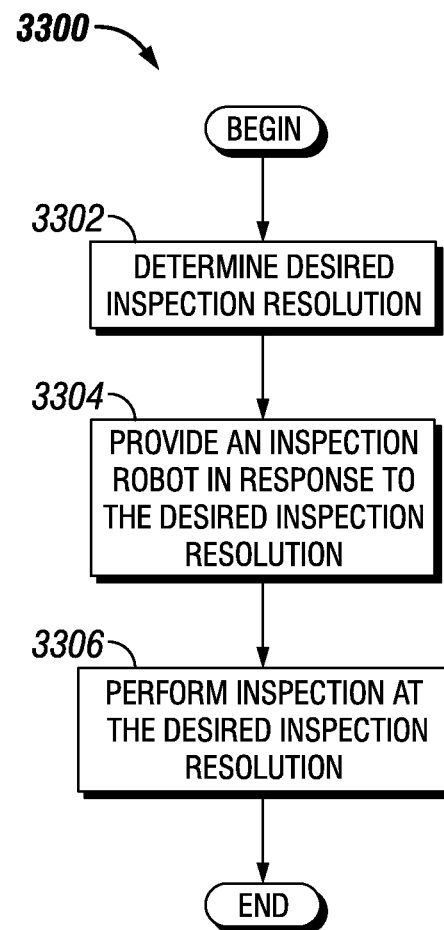 3300
BEGIN
3302
DETERMINE DESIRED
INSPECTION RESOLUTION
3304
PROVIDE AN INSPECTION
ROBOT IN RESPONSE TO
THE DESIRED INSPECTION
RESOLUTION
3306
PERFORM INSPECTION AT
THE DESIRED INSPECTION
RESOLUTION
END